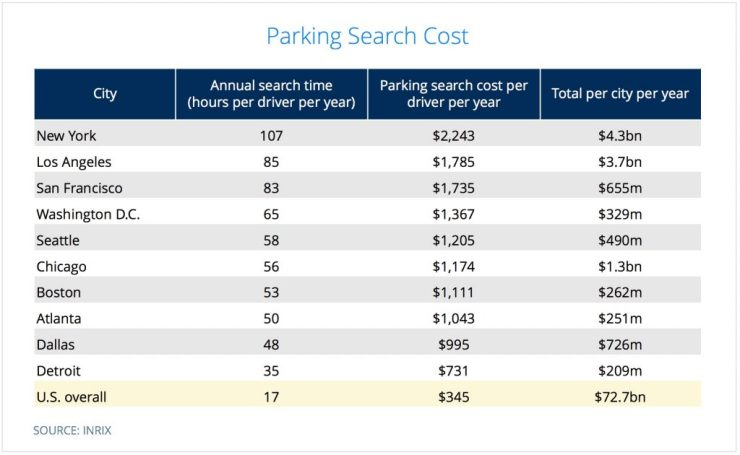 Parking Search Cost
City | Annual search time (hours per driver per year) | Parking search cost per driver per year | Total per city per year
New York | 107 | $2,243 | $4.3bn
Los Angeles | 85 | $1,785 | $3.7bn
San Francisco | 83 | $1,735 | $655m
Washington D.C. | 65 | $1,367 | $329m
Seattle | 58 | $1,205 | $490m
Chicago | 56 | $1,174 | $1.3bn
Boston | 53 | $1,111 | $262m
Atlanta | 50 | $1,043 | $251m
Dallas | 48 | $995 | $726m
Detroit | 35 | $731 | $209m
U.S. overall | 17 | $345 | $72.7bn
SOURCE: INRIX